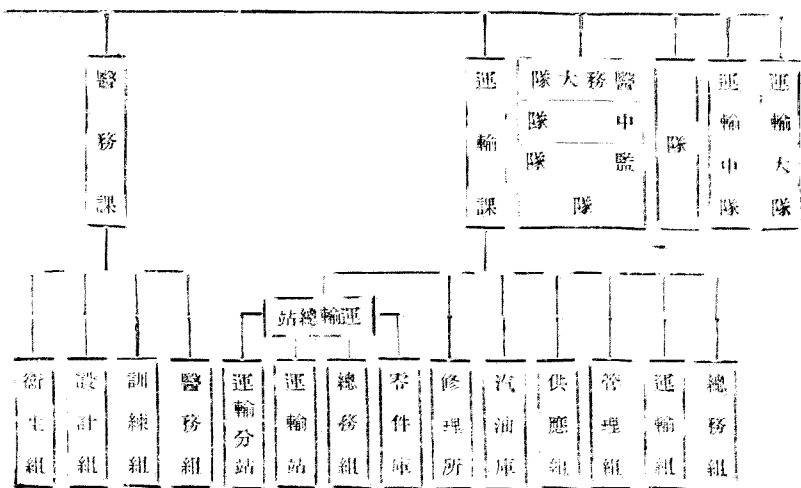 運輸大隊
運輸中隊
隊
醫務大隊
中隊
監隊
隊
運輸課
醫務課
運輸總站
總務組
運輸組
管理組
供應組
汽油庫
修理所
零件庫
總務組
運輸站
運輸分站
醫務組
訓練組
設計組
衞生組